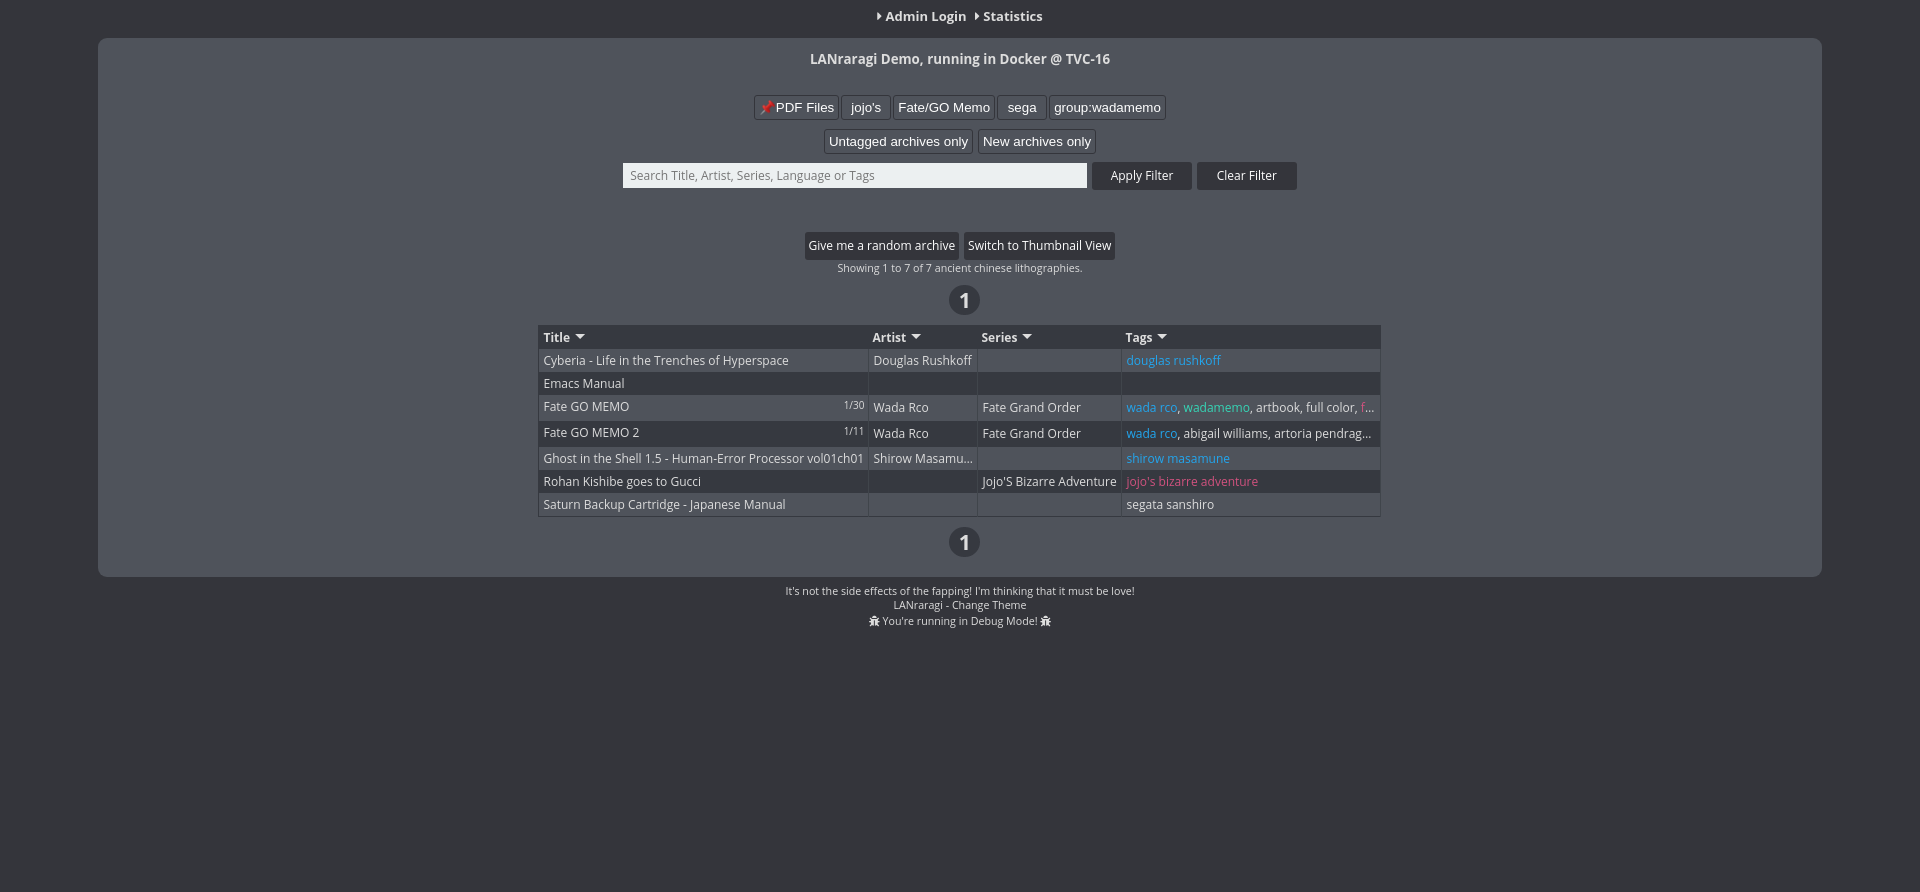 Admin Login Statistics
LANraragi Demo, running in Docker @ TVC-16
PDF Files jojo's Fate/GO Memo sega group:wadamemo
Untagged archives only New archives only
Search Title, Artist, Series, Language or Tags Apply Filter Clear Filter
Give me a random archive Switch to Thumbnail View
Showing 1 to 7 of 7 ancient chinese lithographies.
1
Title Artist Series Tags
Cyberia - Life in the Trenches of Hyperspace Douglas Rushkoff douglas rushkoff
Emacs Manual
Fate GO MEMO 1/30 Wada Rco Fate Grand Order wada rco, wadamemo, artbook, full color, f...
Fate GO MEMO 2 1/11 Wada Rco Fate Grand Order wada rco, abigail williams, artoria pendrag...
Ghost in the Shell 1.5 - Human-Error Processor vol01ch01 Shirow Masamu... shirow masamune
Rohan Kishibe goes to Gucci Jojo'S Bizarre Adventure jojo's bizarre adventure
Saturn Backup Cartridge - Japanese Manual segata sanshiro
1
It's not the side effects of the fapping! I'm thinking that it must be love!
LANraragi - Change Theme
You're running in Debug Mode!